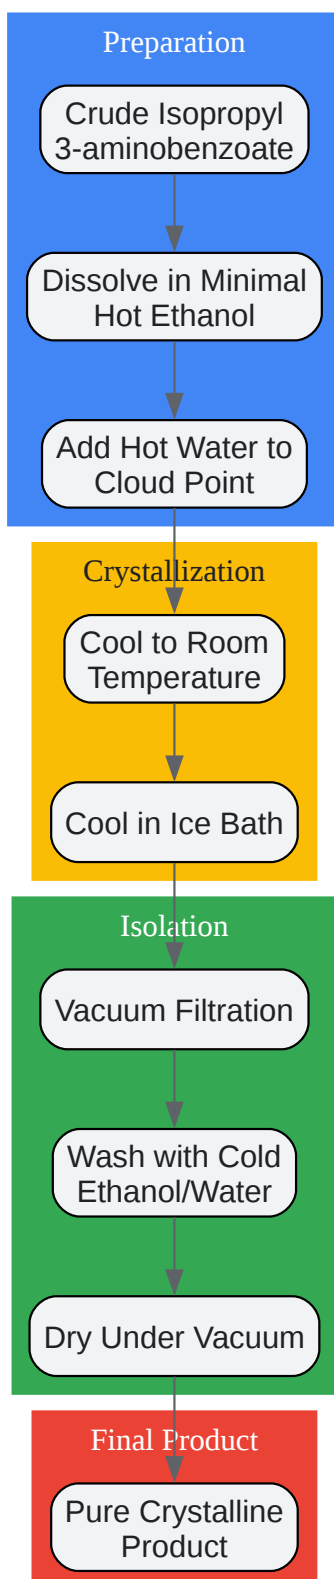 Preparation
Crude Isopropyl
3-aminobenzoate
Dissolve in Minimal
Hot Ethanol
Add Hot Water to
Cloud Point
Crystallization
Cool to Room
Temperature
Cool in Ice Bath
Isolation
Vacuum Filtration
Wash with Cold
Ethanol/Water
Dry Under Vacuum
Final Product
Pure Crystalline
Product